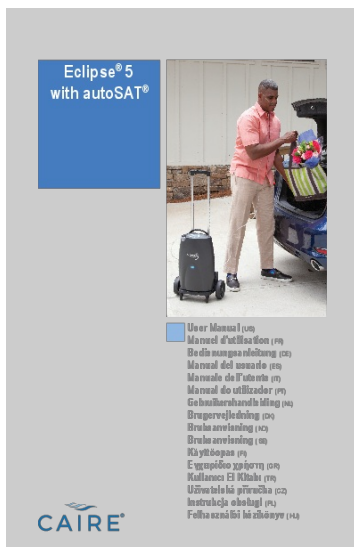 Eclipse® 5
with autoSAT®
User Manual (US)
Manuel d'utilisation (FR)
Bedienungsanleitung (DE)
Manual del usuario (ES)
Manuale dell'utente (IT)
Manual do utilizador (PT)
Gebruikershandleiding (NL)
Brugervejledning (DK)
Bruksanvisning (NO)
Bruksanvisning (SE)
Käyttöopas (FI)
Εγχειρίδιο χρήστη (GR)
Kullanıcı El Kitabı (TR)
Uživatelská příručka (CZ)
Instrukcja obsługi (PL)
Felhasználói kézikönyv (HU)
CAIRE®